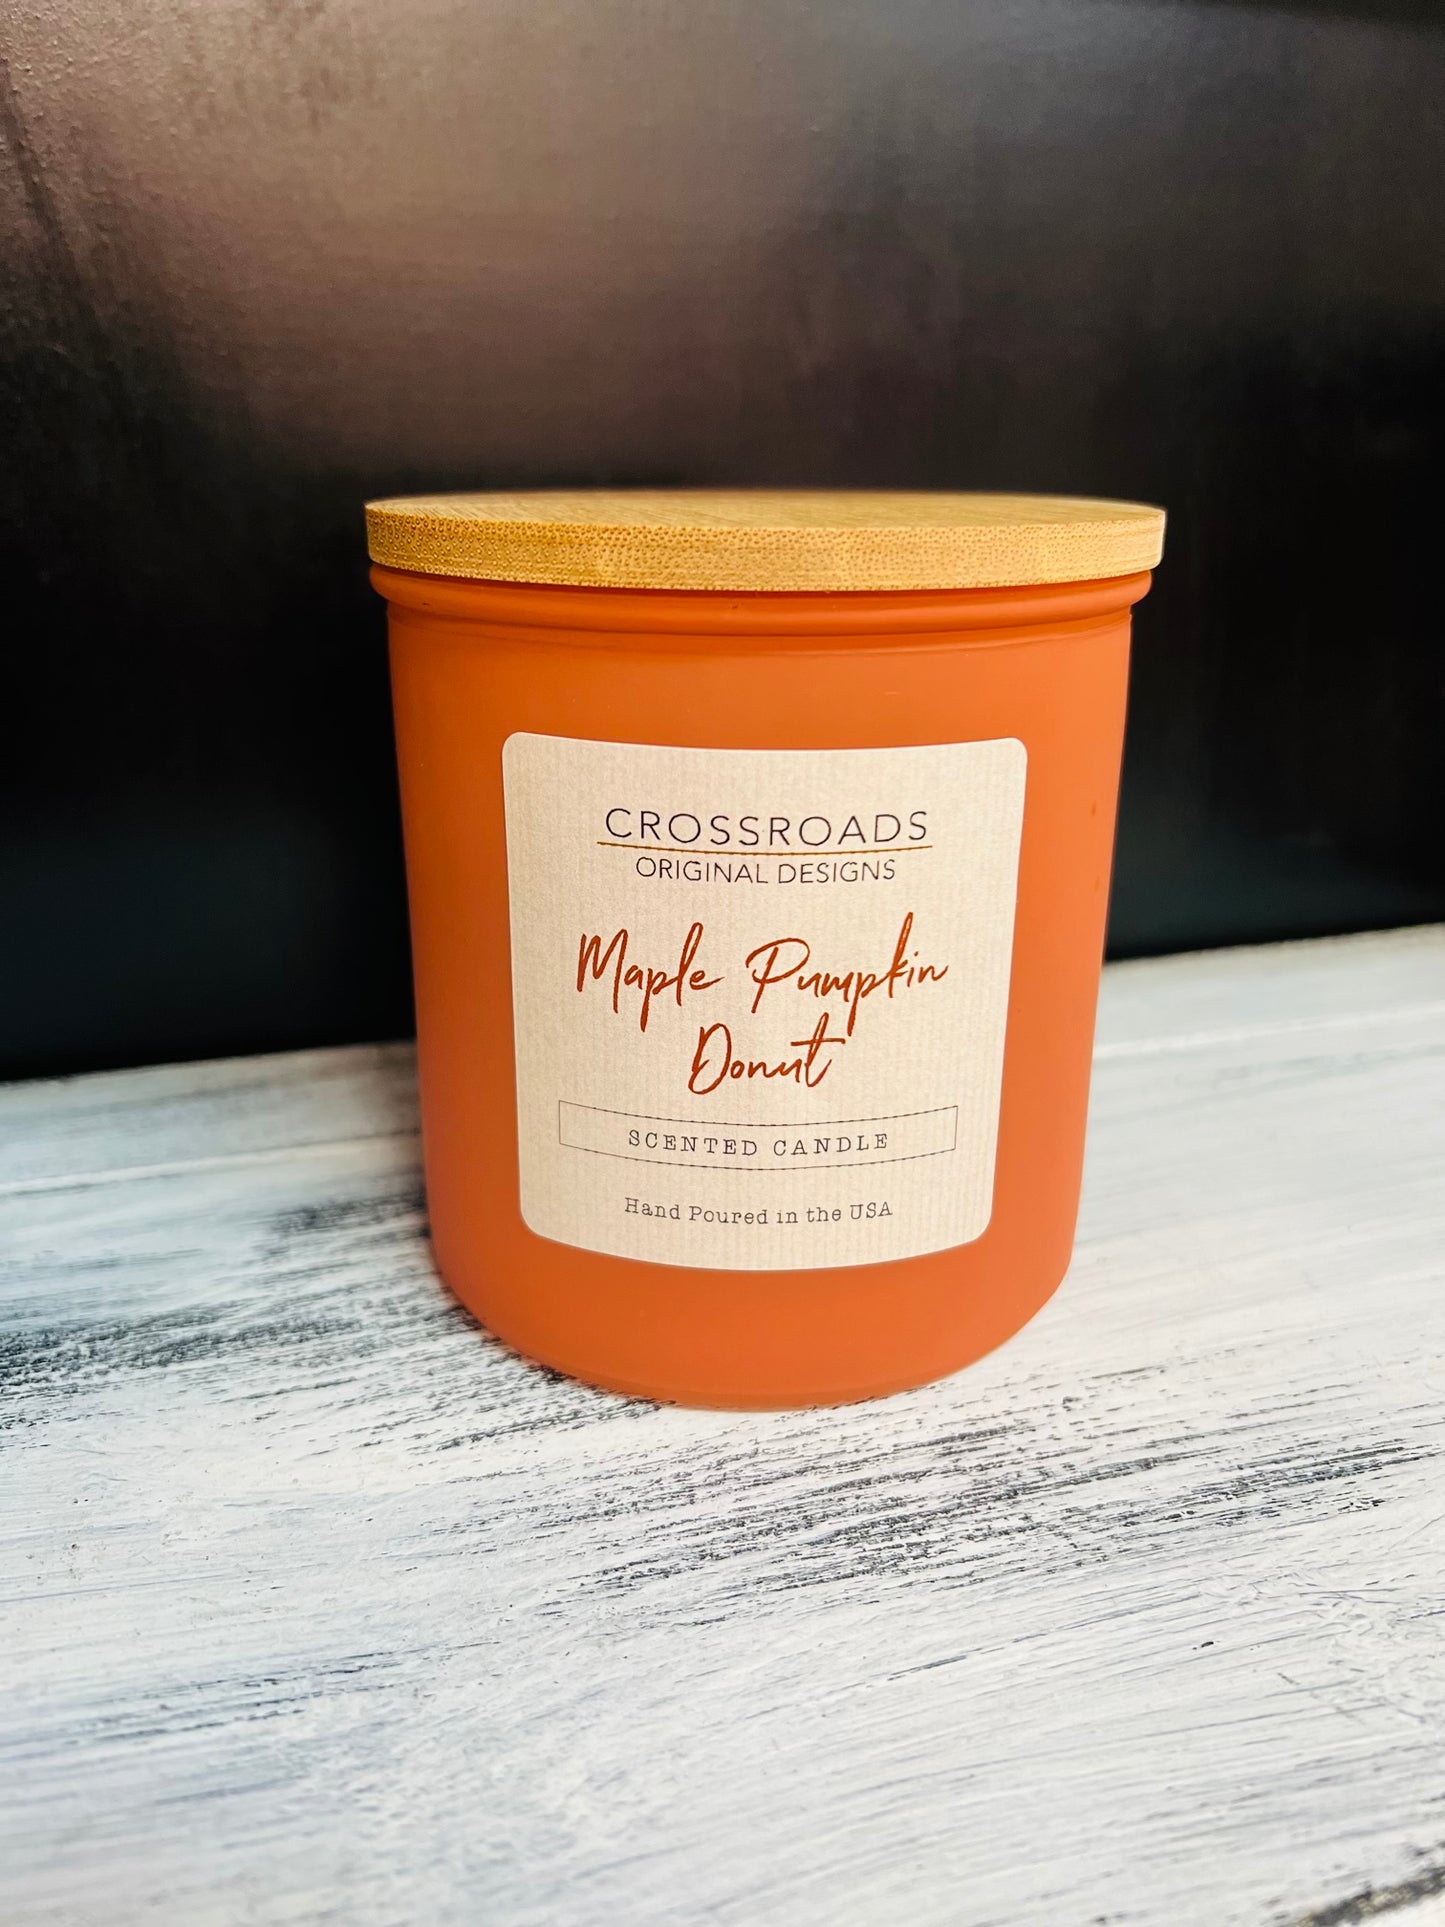 CROSSROADS
ORIGINAL DESIGNS
Maple Pumpkin
Donut
SCENTED CANDLE
Hand Poured in the USA